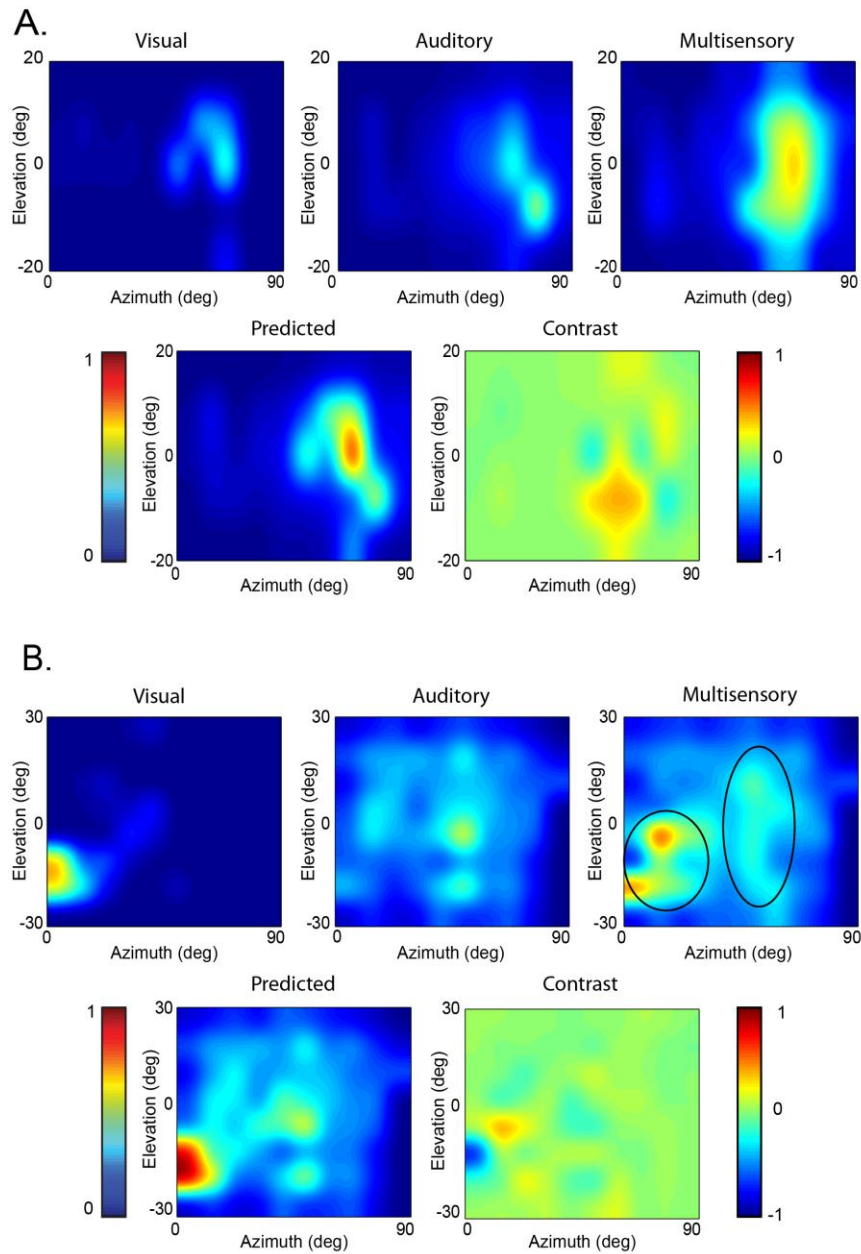 A.
Visual Auditory Multisensory
20 20 20
Elevation (deg) Elevation (deg) Elevation (deg)
0 0 0
-20 -20 -20
0 90 0 90 0 90
Azimuth (deg) Azimuth (deg) Azimuth (deg)
Predicted Contrast
1 20 20 1
Elevation (deg) Elevation (deg)
0 0 0
0 -20 -20 -1
0 90 0 90
Azimuth (deg) Azimuth (deg)
B.
Visual Auditory Multisensory
30 30 30
Elevation (deg) Elevation (deg) Elevation (deg)
0 0 0
-30 -30 -30
0 90 0 90 0 90
Azimuth (deg) Azimuth (deg) Azimuth (deg)
Predicted Contrast
1 30 30 1
Elevation (deg) Elevation (deg)
0 0 0
0 -30 -30 -1
0 90 0 90
Azimuth (deg) Azimuth (deg)